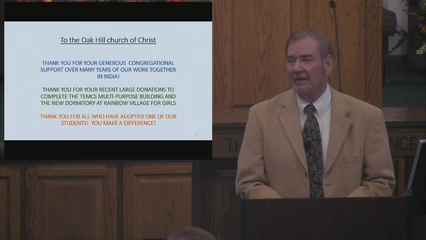 To the Oak Hill church of Christ
THANK YOU FOR YOUR GENEROUS CONGREGATIONAL
SUPPORT OVER MANY YEARS OF OUR WORK TOGETHER
IN INDIA!
THANK YOU FOR YOUR RECENT LARGE DONATIONS TO
COMPLETE THE TEMCS MULTI-PURPOSE BUILDING AND
THE NEW DORMITORY AT RAINBOW VILLAGE FOR GIRLS
THANK YOU FOR ALL WHO HAVE ADOPTED ONE OF OUR
STUDENTS! YOU MAKE A DIFFERENCE!